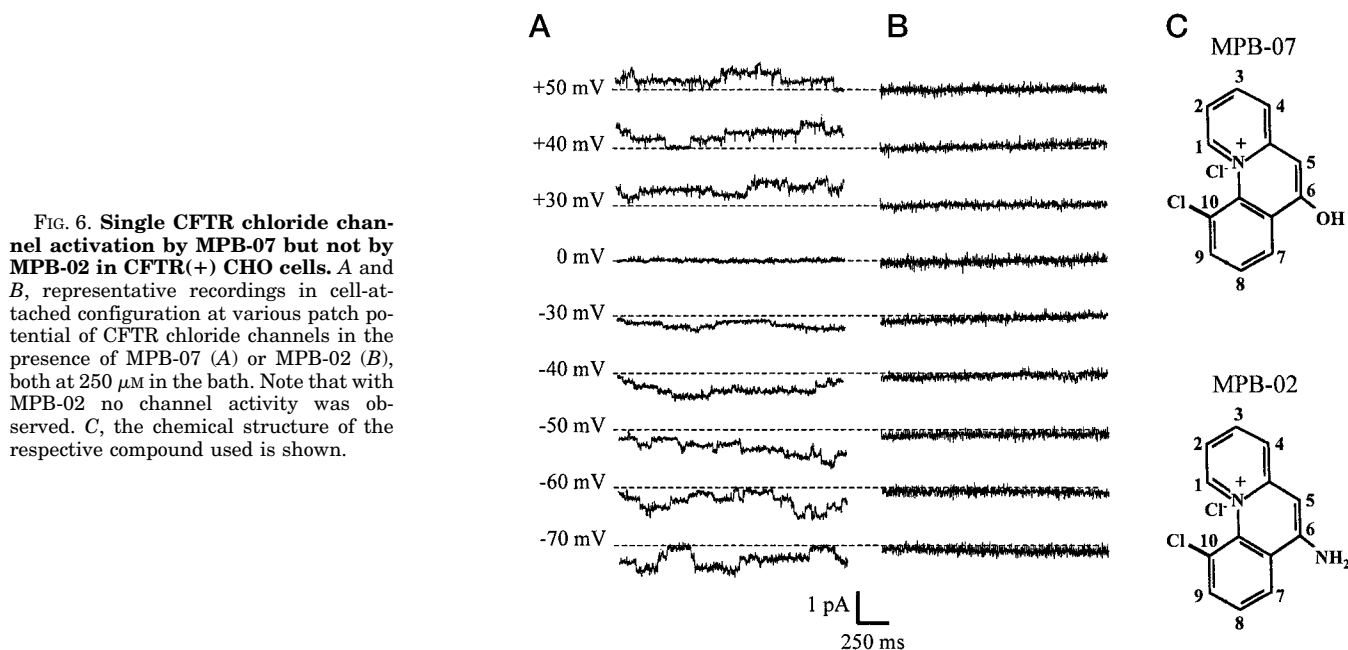 FIG. 6. Single CFTR chloride chan-
nel activation by MPB-07 but not by
MPB-02 in CFTR(+) CHO cells. A and
B, representative recordings in cell-at-
tached configuration at various patch po-
tential of CFTR chloride channels in the
presence of MPB-07 (A) or MPB-02 (B),
both at 250 μM in the bath. Note that with
MPB-02 no channel activity was ob-
served. C, the chemical structure of the
respective compound used is shown.
A
+50 mV
+40 mV
+30 mV
0 mV
-30 mV
-40 mV
-50 mV
-60 mV
-70 mV
1 pA
250 ms
B
C
MPB-07
3
2
4
1
+
N
5
Cl-
6
Cl
10
OH
9
7
8
MPB-02
3
2
4
1
+
N
5
Cl-
6
Cl
10
NH2
9
7
8